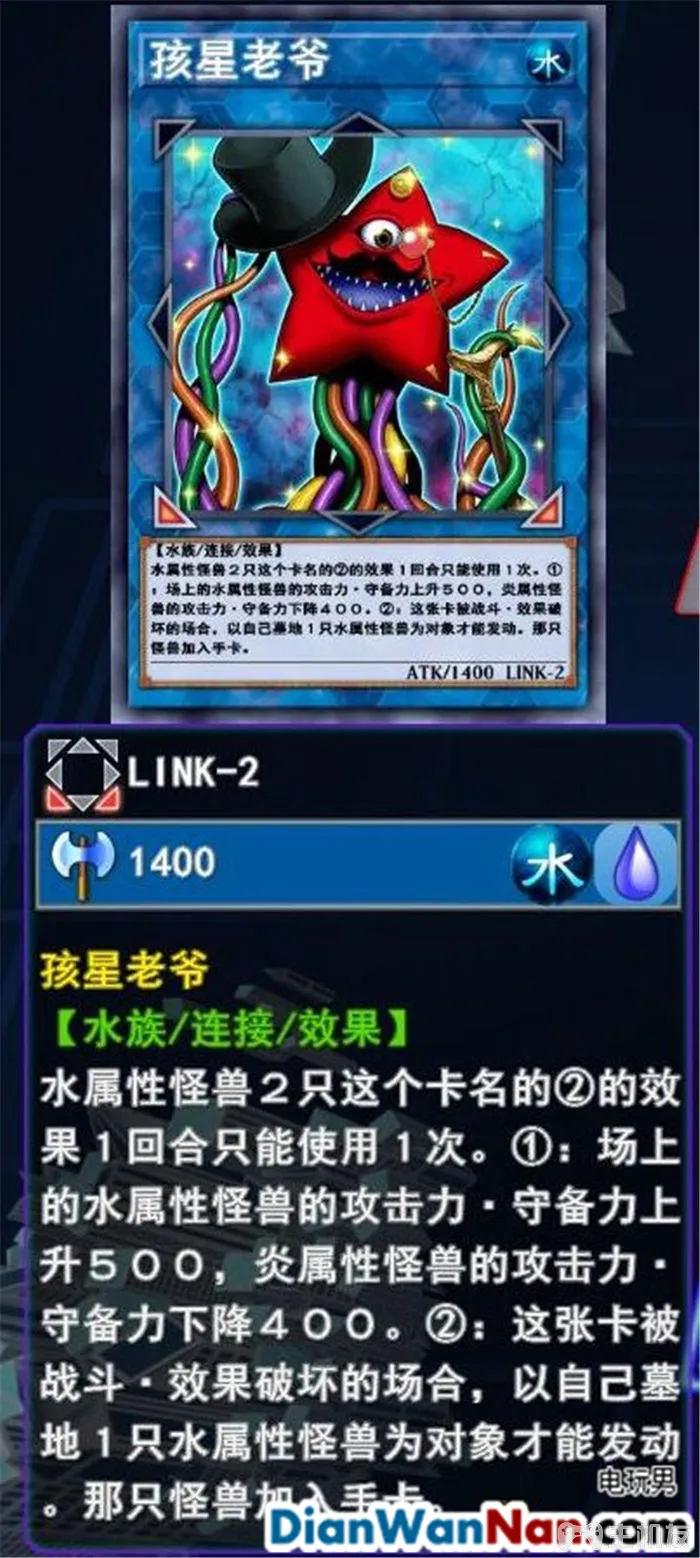 孩星老爷
水
【水族/连接/效果】
水属性怪兽２只这个卡名的②的效果１回合只能使用１次。①
：场上的水属性怪兽的攻击力·守备力上升５００，炎属性怪
兽的攻击力·守备力下降４００。②：这张卡被战斗·效果破
坏的场合，以自己墓地１只水属性怪兽为对象才能发动。那只
怪兽加入手卡。
ATK/1400 LINK-2
LINK-2
1400
水
孩星老爷
【水族/连接/效果】
水属性怪兽２只这个卡名的②的效
果１回合只能使用１次。①：场上
的水属性怪兽的攻击力·守备力上
升５００，炎属性怪兽的攻击力·
守备力下降４００。②：这张卡被
战斗·效果破坏的场合，以自己墓
地１只水属性怪兽为对象才能发动
。那只怪兽加入手卡。
电玩男
DianWanNan.com